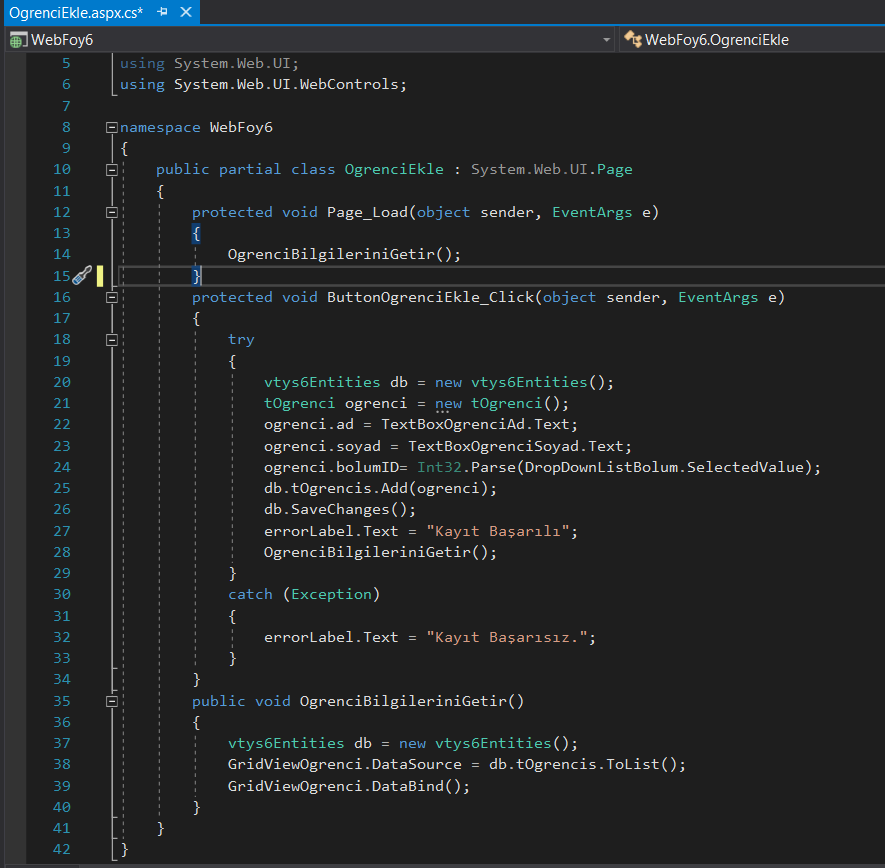 OgrenciEkle.aspx.cs*
WebFoy6 WebFoy6.OgrenciEkle
5 using System.Web.UI;
6 using System.Web.UI.WebControls;
7
8 namespace WebFoy6
9 {
10 public partial class OgrenciEkle : System.Web.UI.Page
11 {
12 protected void Page_Load(object sender, EventArgs e)
13 {
14 OgrenciBilgileriniGetir();
15 }
16 protected void ButtonOgrenciEkle_Click(object sender, EventArgs e)
17 {
18 try
19 {
20 vtys6Entities db = new vtys6Entities();
21 tOgrenci ogrenci = new tOgrenci();
22 ogrenci.ad = TextBoxOgrenciAd.Text;
23 ogrenci.soyad = TextBoxOgrenciSoyad.Text;
24 ogrenci.bolumID= Int32.Parse(DropDownListBolum.SelectedValue);
25 db.tOgrencis.Add(ogrenci);
26 db.SaveChanges();
27 errorLabel.Text = "Kayıt Başarılı";
28 OgrenciBilgileriniGetir();
29 }
30 catch (Exception)
31 {
32 errorLabel.Text = "Kayıt Başarısız.";
33 }
34 }
35 public void OgrenciBilgileriniGetir()
36 {
37 vtys6Entities db = new vtys6Entities();
38 GridViewOgrenci.DataSource = db.tOgrencis.ToList();
39 GridViewOgrenci.DataBind();
40 }
41 }
42 }